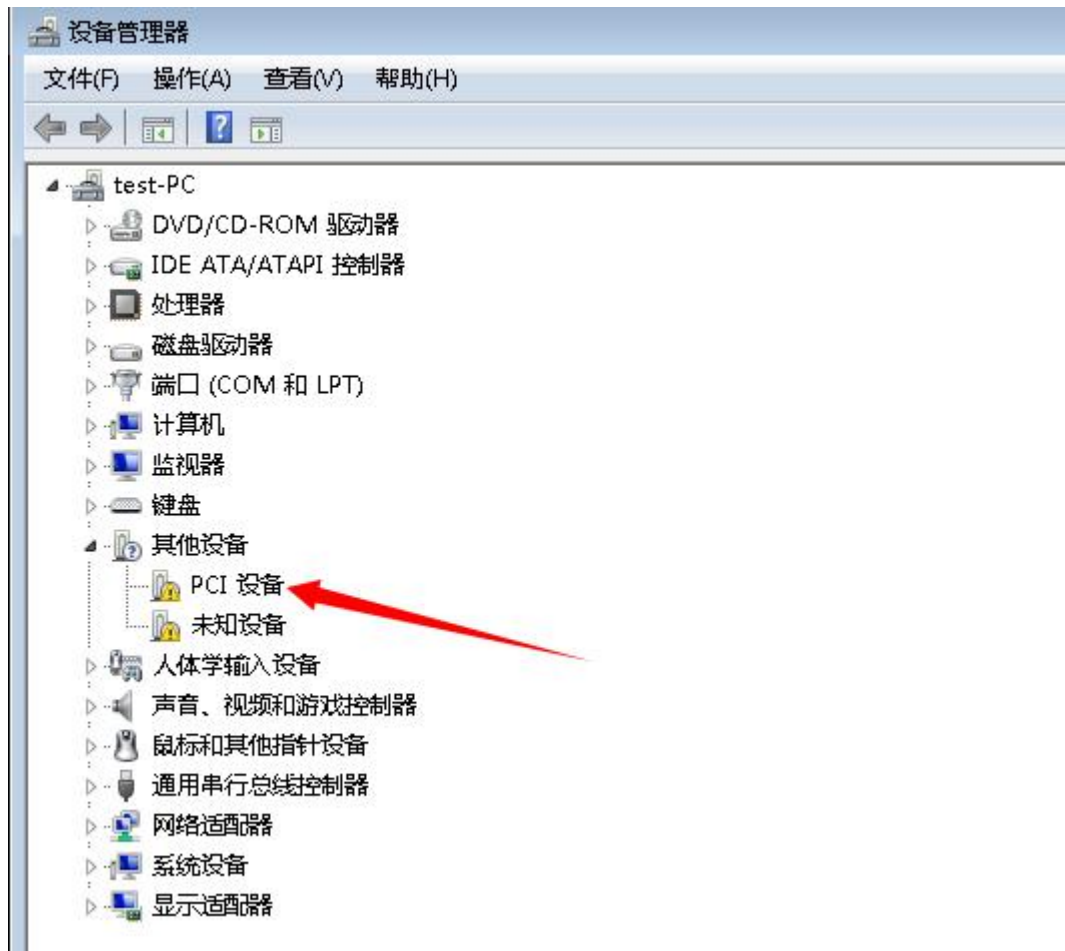 设备管理器
文件(F) 操作(A) 查看(V) 帮助(H)
test-PC
DVD/CD-ROM 驱动器
IDE ATA/ATAPI 控制器
处理器
磁盘驱动器
端口 (COM 和 LPT)
计算机
监视器
键盘
其他设备
PCI 设备
未知设备
人体学输入设备
声音、视频和游戏控制器
鼠标和其他指针设备
通用串行总线控制器
网络适配器
系统设备
显示适配器